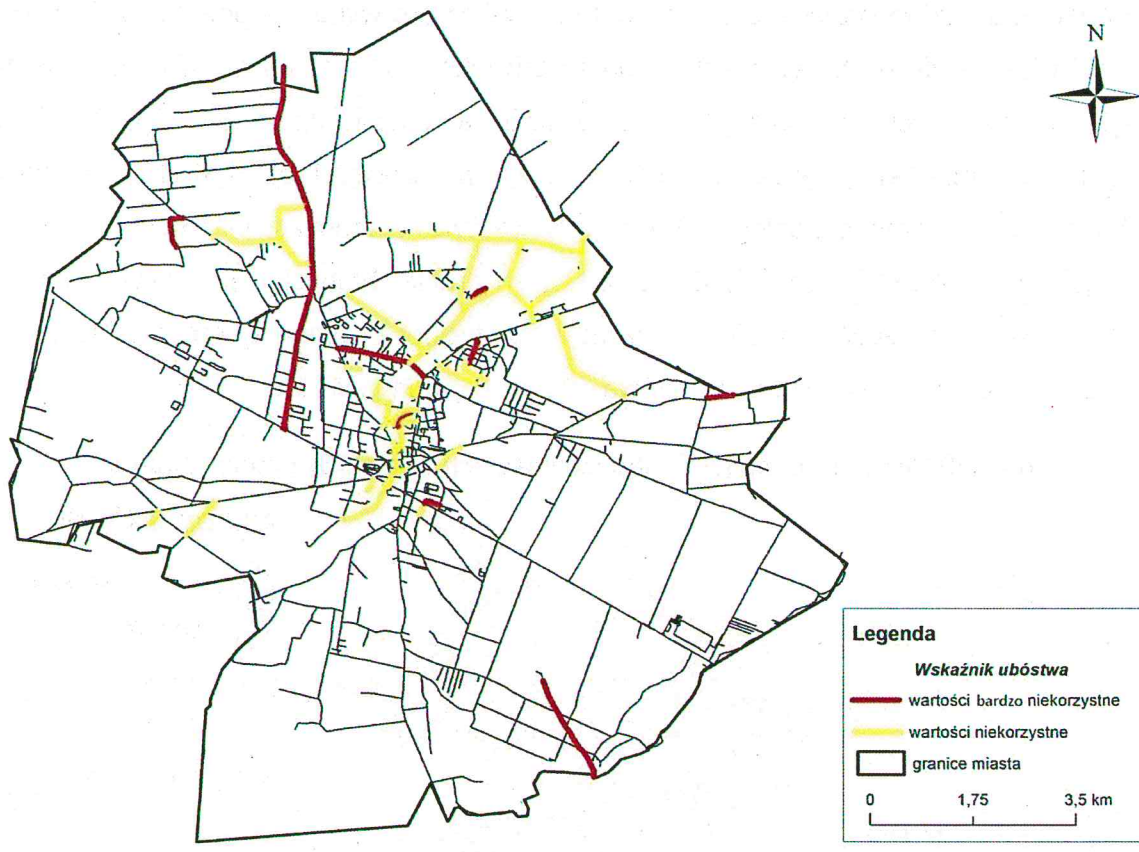 N
Legenda
Wskaźnik ubóstwa
wartości bardzo niekorzystne
wartości niekorzystne
granice miasta
0 1,75 3,5 km